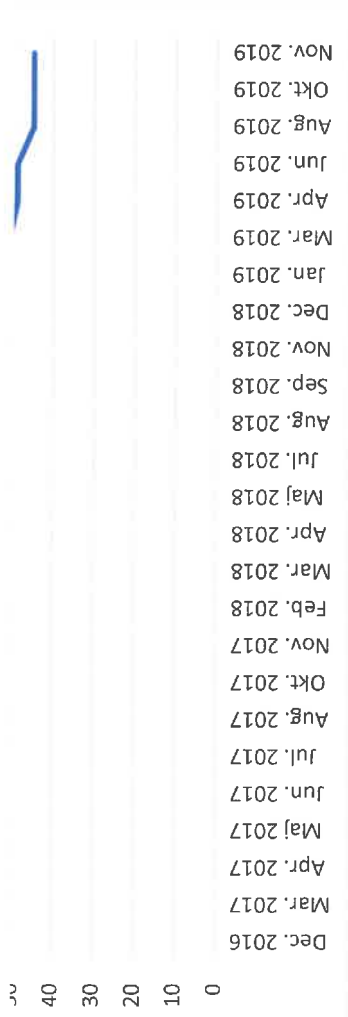 Nov. 2019
Okt. 2019
Aug. 2019
Jun. 2019
Apr. 2019
Mar. 2019
Jan. 2019
Dec. 2018
Nov. 2018
Sep. 2018
Aug. 2018
Jul. 2018
Maj 2018
Apr. 2018
Mar. 2018
Feb. 2018
Nov. 2017
Okt. 2017
Aug. 2017
Jul. 2017
Jun. 2017
Maj 2017
Apr. 2017
Mar. 2017
Dec. 2016
40
30
20
10
0